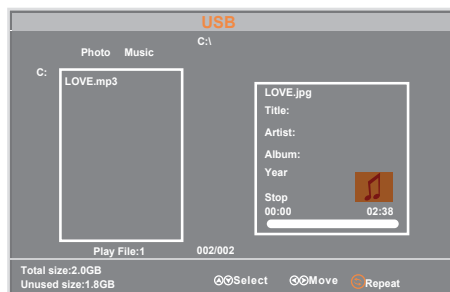 USB
C:\
Photo Music
C:
LOVE.mp3
LOVE.jpg
Title:
Artist:
Album:
Year
Stop
00:00 02:38
Play File:1 002/002
Total size:2.0GB
Unused size:1.8GB
Select Move Repeat